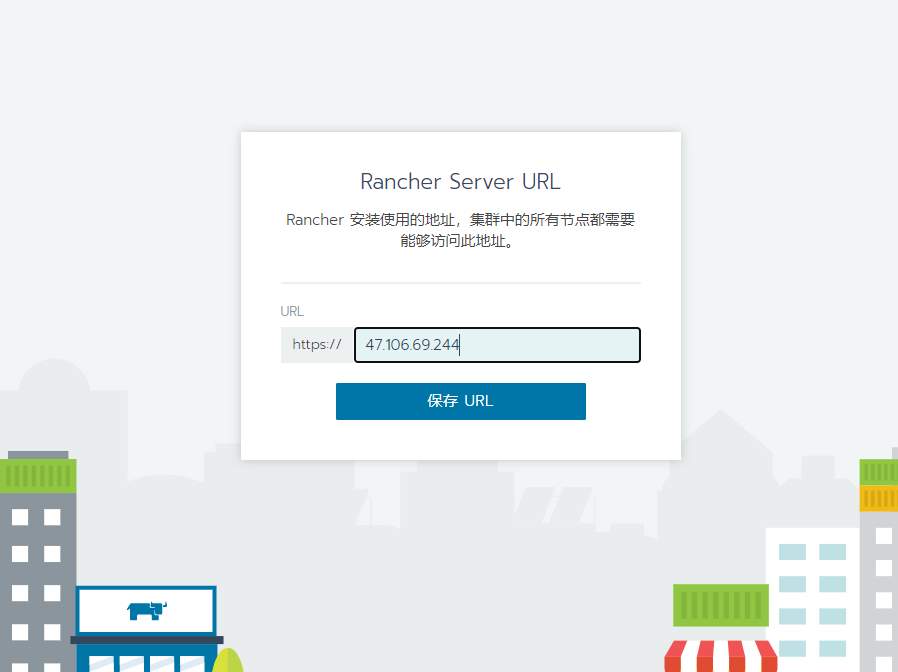 Rancher Server URL
Rancher 安装使用的地址，集群中的所有节点都需要
能够访问此地址。
URL
https:// 47.106.69.244
保存 URL